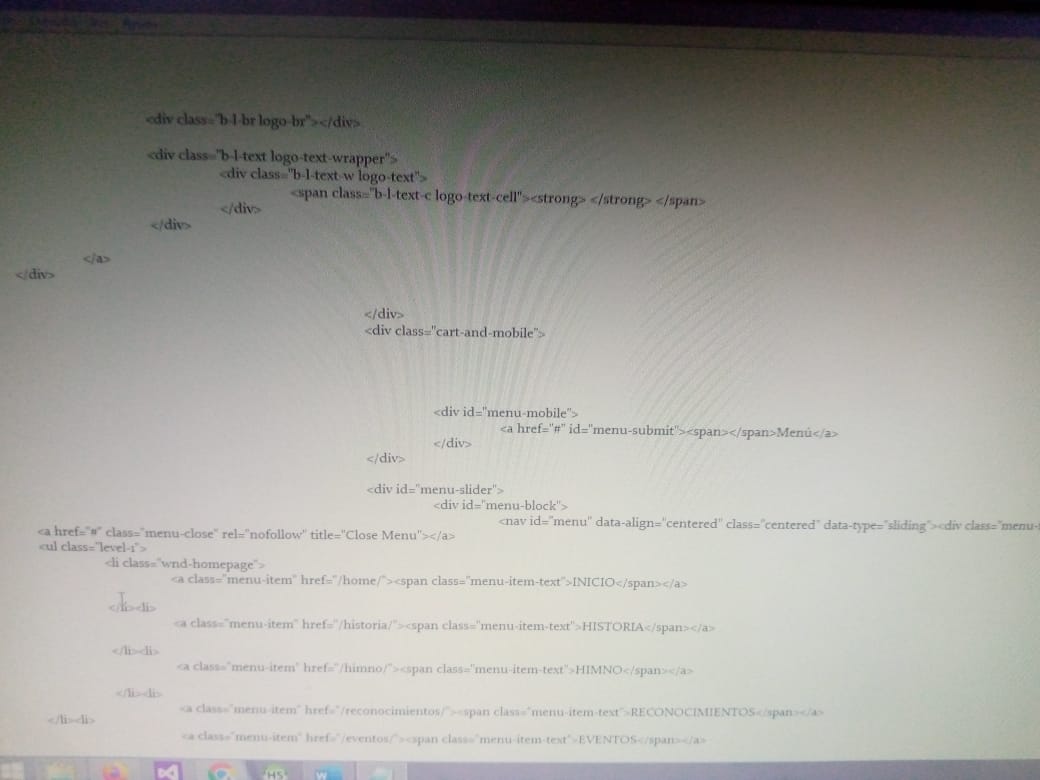 Ayuda
<div class="b-l-br logo-br"></div>
<div class="b-l-text logo-text-wrapper">
<div class="b-l-text-w logo-text">
<span class="b-l-text-c logo-text-cell"><strong> </strong> </span>
</div>
</div>
</a>
</div>
</div>
<div class="cart-and-mobile">
<div id="menu-mobile">
<a href="#" id="menu-submit"><span></span>Menú</a>
</div>
</div>
<div id="menu-slider">
<div id="menu-block">
<nav id="menu" data-align="centered" class="centered" data-type="sliding"><div class="menu-
<a href="#" class="menu-close" rel="nofollow" title="Close Menu"></a>
<ul class="level-1">
<li class="wnd-homepage">
<a class="menu-item" href="/home/"><span class="menu-item-text">INICIO</span></a>
</li><li>
<a class="menu-item" href="/historia/"><span class="menu-item-text">HISTORIA</span></a>
</li><li>
<a class="menu-item" href="/himno/"><span class="menu-item-text">HIMNO</span></a>
</li><li>
<a class="menu-item" href="/reconocimientos/"><span class="menu-item-text">RECONOCIMIENTOS</span></a>
</li><li>
<a class="menu-item" href="/eventos/"><span class="menu-item-text">EVENTOS</span></a>
HS
W